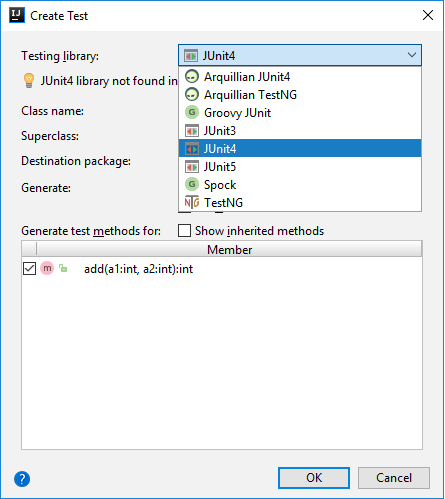 IJ Create Test
Testing library: JUnit4
JUnit4 library not found in
Arquillian JUnit4
Arquillian TestNG
Groovy JUnit
G
JUnit3
JUnit4
JUnit5
G Spock
NG TestNG
Class name:
Superclass:
Destination package:
Generate:
Generate test methods for: Show inherited methods
Member
m add(a1:int, a2:int):int
? OK Cancel